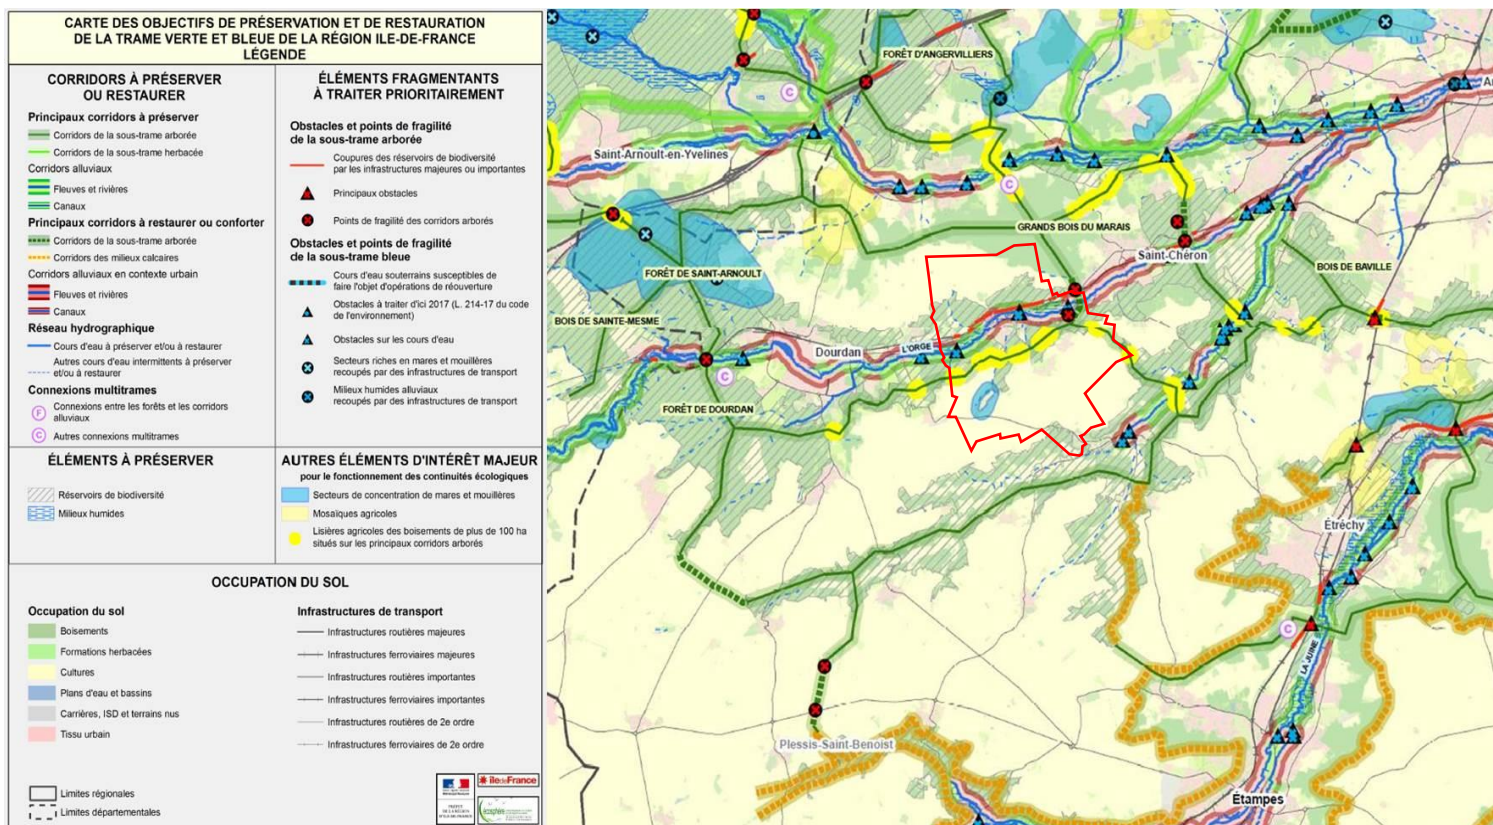 CARTE DES OBJECTIFS DE PRÉSERVATION ET DE RESTAURATION
DE LA TRAME VERTE ET BLEUE DE LA RÉGION ILE-DE-FRANCE
LÉGENDE
CORRIDORS À PRÉSERVER
OU RESTAURER
Principaux corridors à préserver
Corridors de la sous-trame arborée
Corridors de la sous-trame herbacée
Corridors alluviaux
Fleuves et rivières
Canaux
Principaux corridors à restaurer ou conforter
Corridors de la sous-trame arborée
Corridors des milieux calcaires
Corridors alluviaux en contexte urbain
Fleuves et rivières
Canaux
Réseau hydrographique
Cours d'eau à préserver et/ou à restaurer
Autres cours d'eau intermittents à préserver
et/ou à restaurer
Connexions multitrames
F
Connexions entre les forêts et les corridors
alluviaux
C
Autres connexions multitrames
ÉLÉMENTS FRAGMENTANTS
À TRAITER PRIORITAIREMENT
Obstacles et points de fragilité
de la sous-trame arborée
Coupures des réservoirs de biodiversité
par les infrastructures majeures ou importantes
Principaux obstacles
Points de fragilité des corridors arborés
Obstacles et points de fragilité
de la sous-trame bleue
Cours d'eau souterrains susceptibles de
faire l'objet d'opérations de réouverture
Obstacles à traiter d'ici 2017 (L. 214-17 du code
de l'environnement)
Obstacles sur les cours d'eau
Secteurs riches en mares et mouillères
recoupés par des infrastructures de transport
Milieux humides alluviaux
recoupés par des infrastructures de transport
ÉLÉMENTS À PRÉSERVER
Réservoirs de biodiversité
Milieux humides
AUTRES ÉLÉMENTS D'INTÉRÊT MAJEUR
pour le fonctionnement des continuités écologiques
Secteurs de concentration de mares et mouillères
Mosaïques agricoles
Lisières agricoles des boisements de plus de 100 ha
situés sur les principaux corridors arborés
OCCUPATION DU SOL
Occupation du sol
Boisements
Formations herbacées
Cultures
Plans d'eau et bassins
Carrières, ISD et terrains nus
Tissu urbain
Infrastructures de transport
Infrastructures routières majeures
Infrastructures ferroviaires majeures
Infrastructures routières importantes
Infrastructures ferroviaires importantes
Infrastructures routières de 2e ordre
Infrastructures ferroviaires de 2e ordre
Limites régionales
Limites départementales
îledeFrance
FORÊT D'ANGERVILLIERS
C
Saint-Arnoult-en-Yvelines
C
GRANDS BOIS DU MARAIS
Saint-Chéron
BOIS DE BAVILLE
FORÊT DE SAINT-ARNOULT
BOIS DE SAINTE-MESME
Dourdan
L'ORGE
C
FORÊT DE DOURDAN
Étréchy
C
LA JUINE
Plessis-Saint-Benoist
Étampes